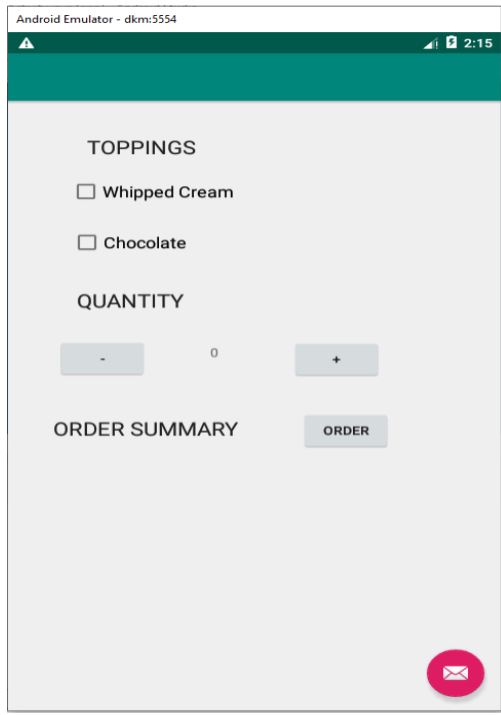 Android Emulator - dkm:5554
2:15
TOPPINGS
Whipped Cream
Chocolate
QUANTITY
- 0 +
ORDER SUMMARY ORDER